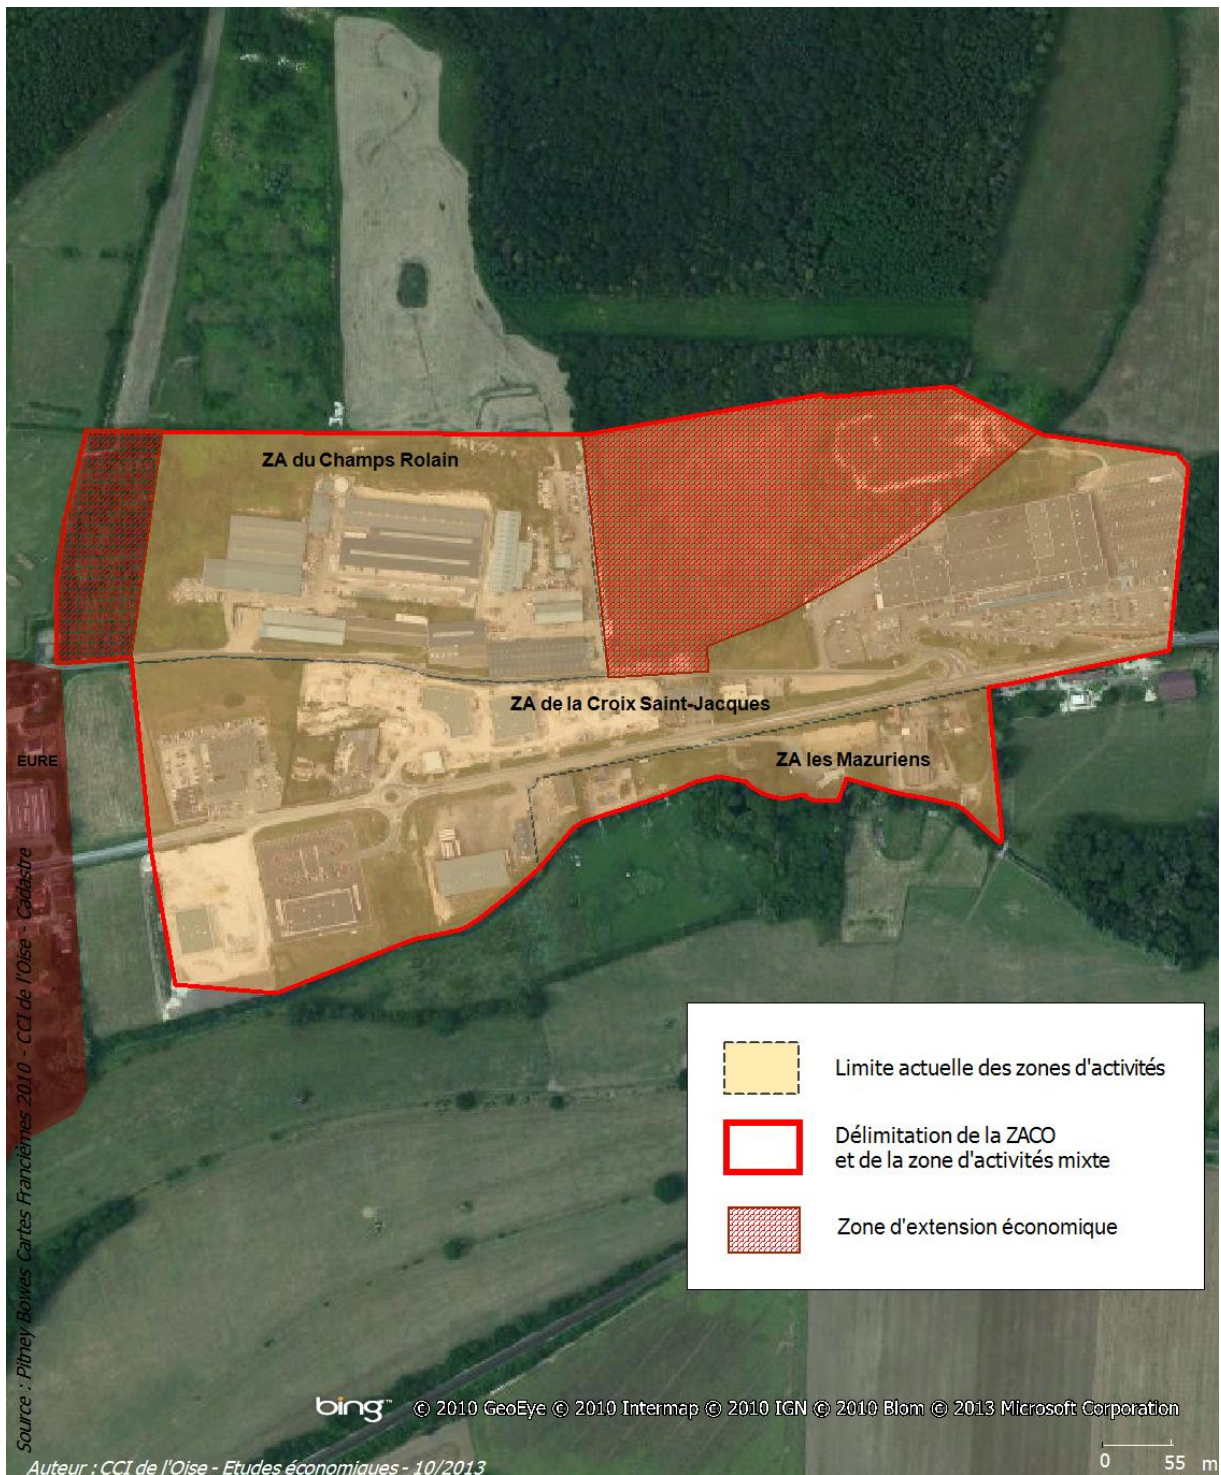 ZA du Champs Rolain
ZA de la Croix Saint-Jacques
ZA les Mazuriens
EURE
Source : Pitney Bowes Cartes Francièmes 2010 - CCI de l'Oise - Cadastre
Limite actuelle des zones d'activités
Délimitation de la ZACO
et de la zone d'activités mixte
Zone d'extension économique
bing™ © 2010 GeoEye © 2010 Intermap © 2010 IGN © 2010 Blom © 2013 Microsoft Corporation
0 55 m
Auteur : CCI de l'Oise - Etudes économiques - 10/2013